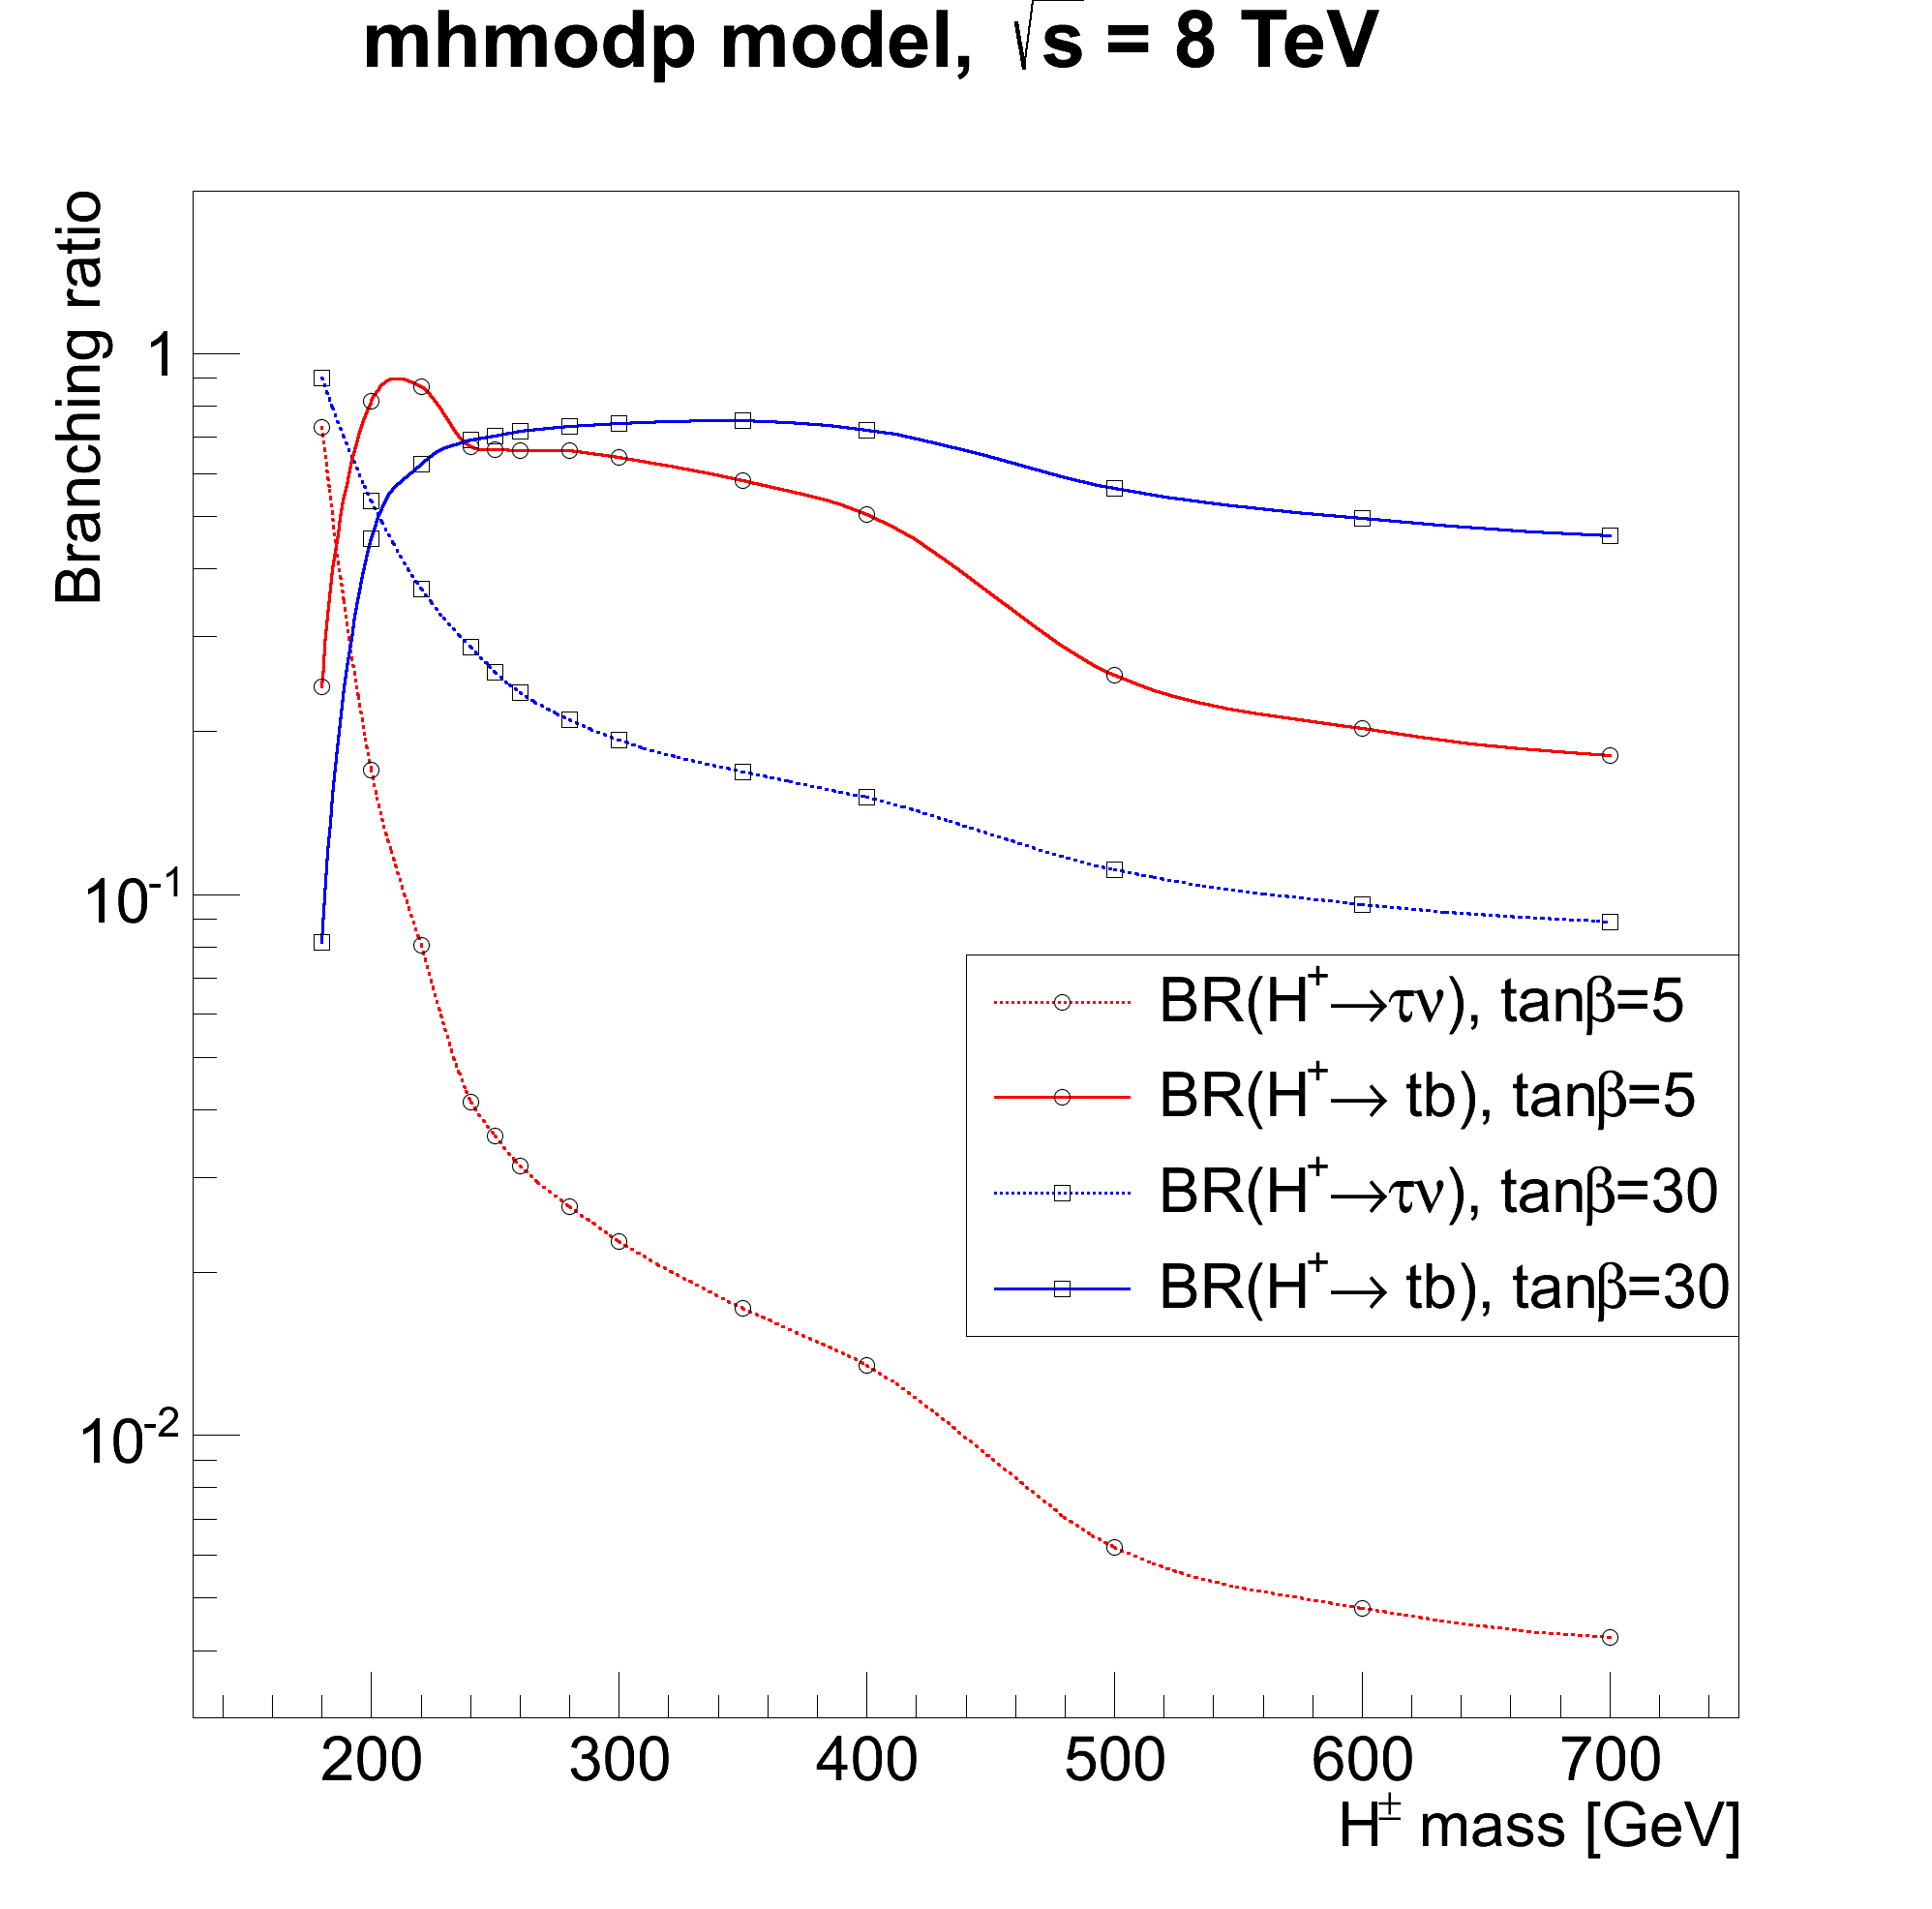 mhmodp model, √s = 8 TeV
Branching ratio
1
10⁻¹
10⁻²
BR(H⁺→τν), tanβ=5
BR(H⁺→ tb), tanβ=5
BR(H⁺→τν), tanβ=30
BR(H⁺→ tb), tanβ=30
200 300 400 500 600 700
H± mass [GeV]